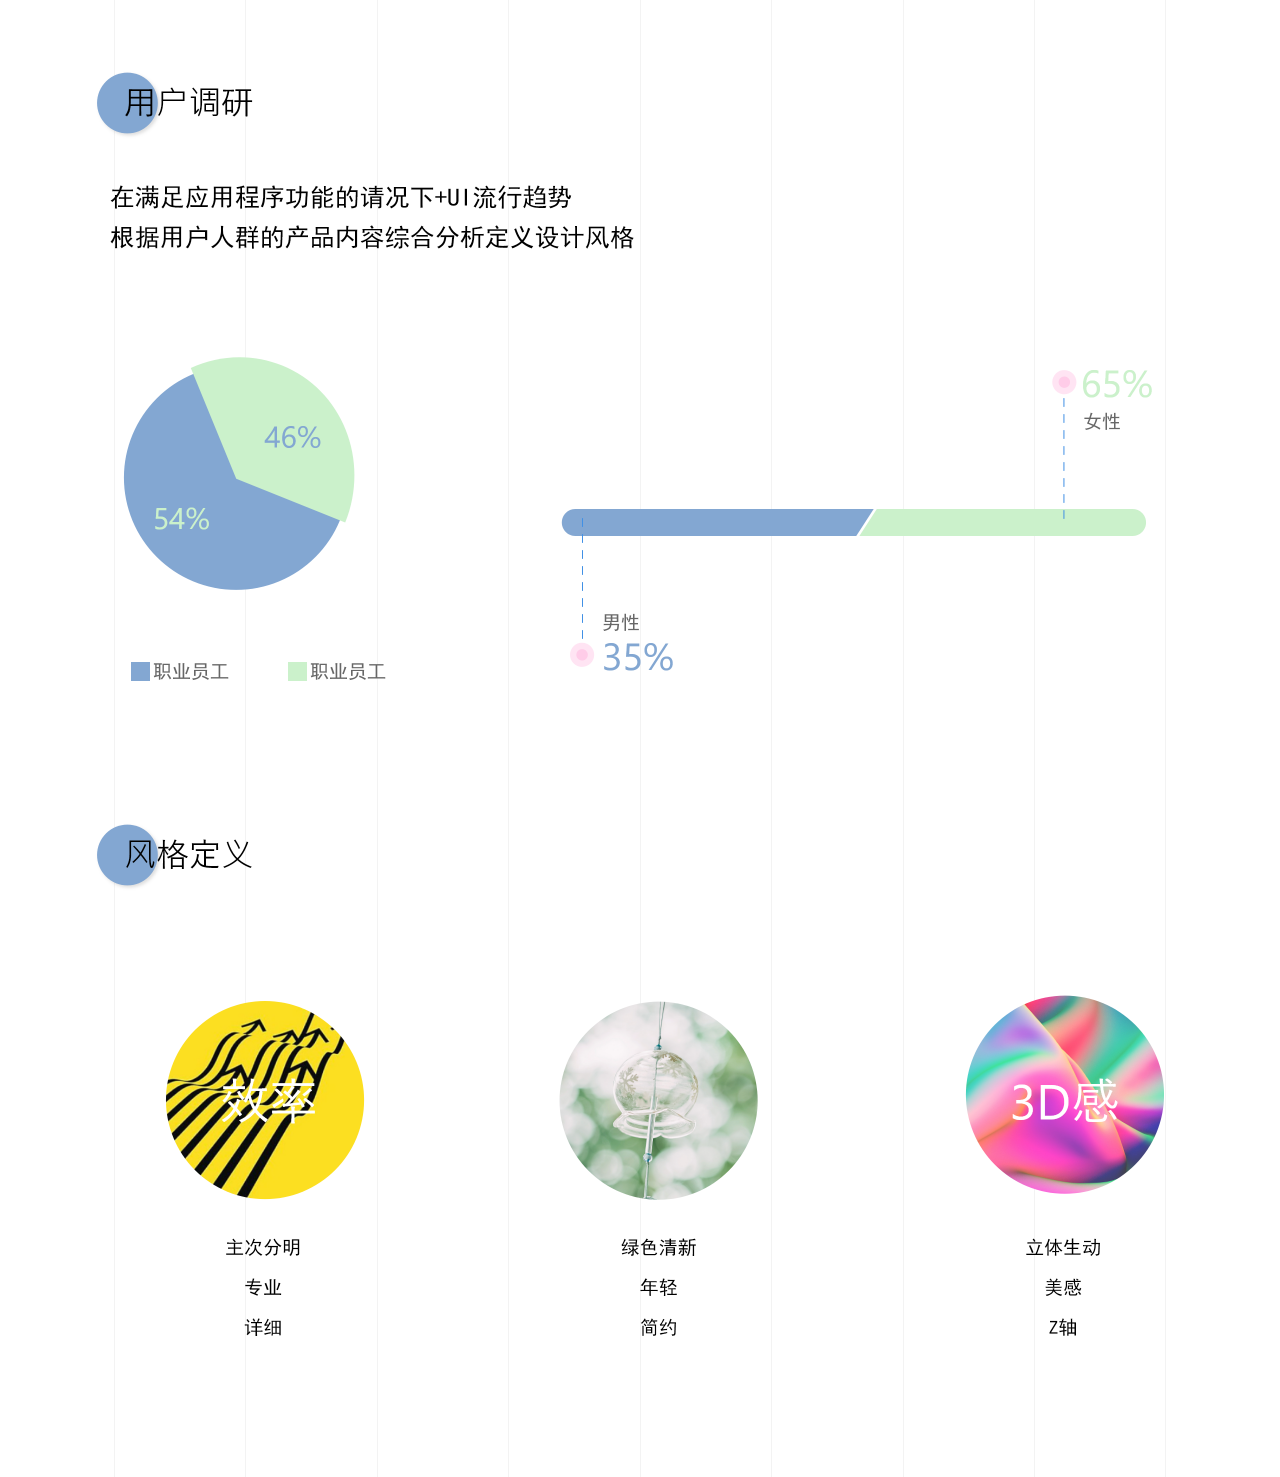 用户调研
在满足应用程序功能的请况下+UI流行趋势
根据用户人群的产品内容综合分析定义设计风格
46%
54%
职业员工
职业员工
65%
女性
男性
35%
风格定义
效率
3D感
主次分明
专业
详细
绿色清新
年轻
简约
立体生动
美感
Z轴